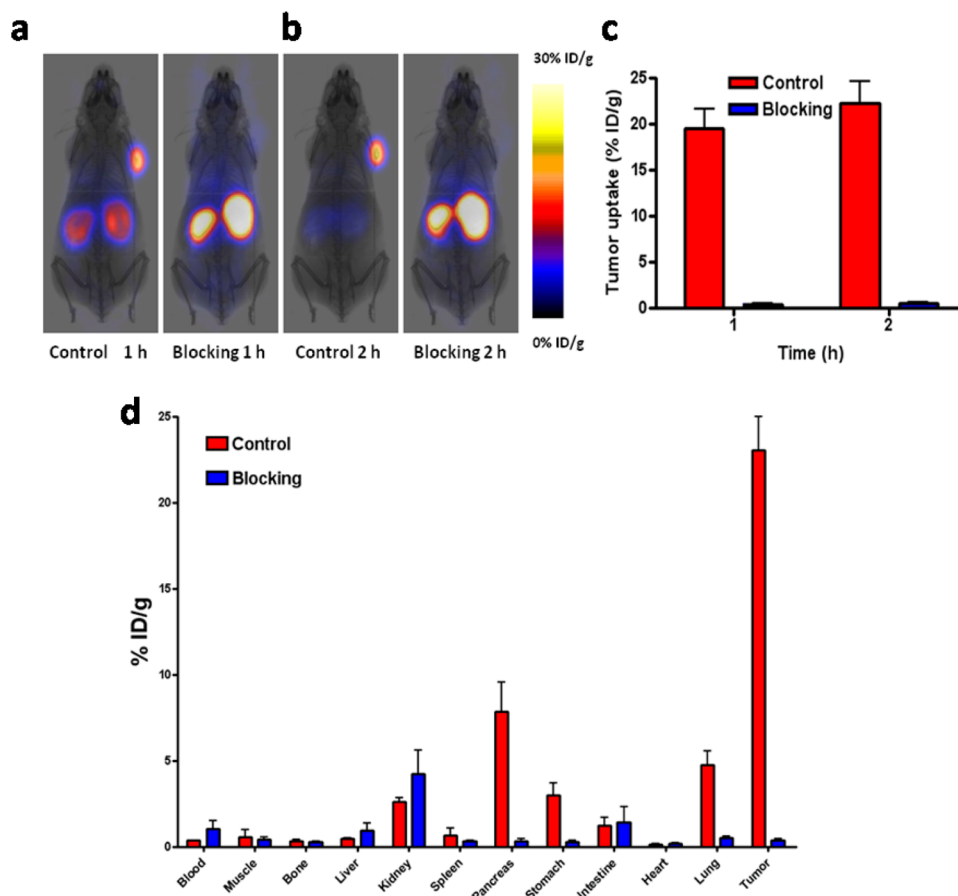 a
b
c
30% ID/g
0% ID/g
Control 1 h
Blocking 1 h
Control 2 h
Blocking 2 h
Tumor uptake (% ID/g)
25
20
15
10
5
0
Control
Blocking
1
2
Time (h)
d
% ID/g
25
20
15
10
5
0
Control
Blocking
Blood
Muscle
Bone
Liver
Kidney
Spleen
Pancreas
Stomach
Intestine
Heart
Lung
Tumor